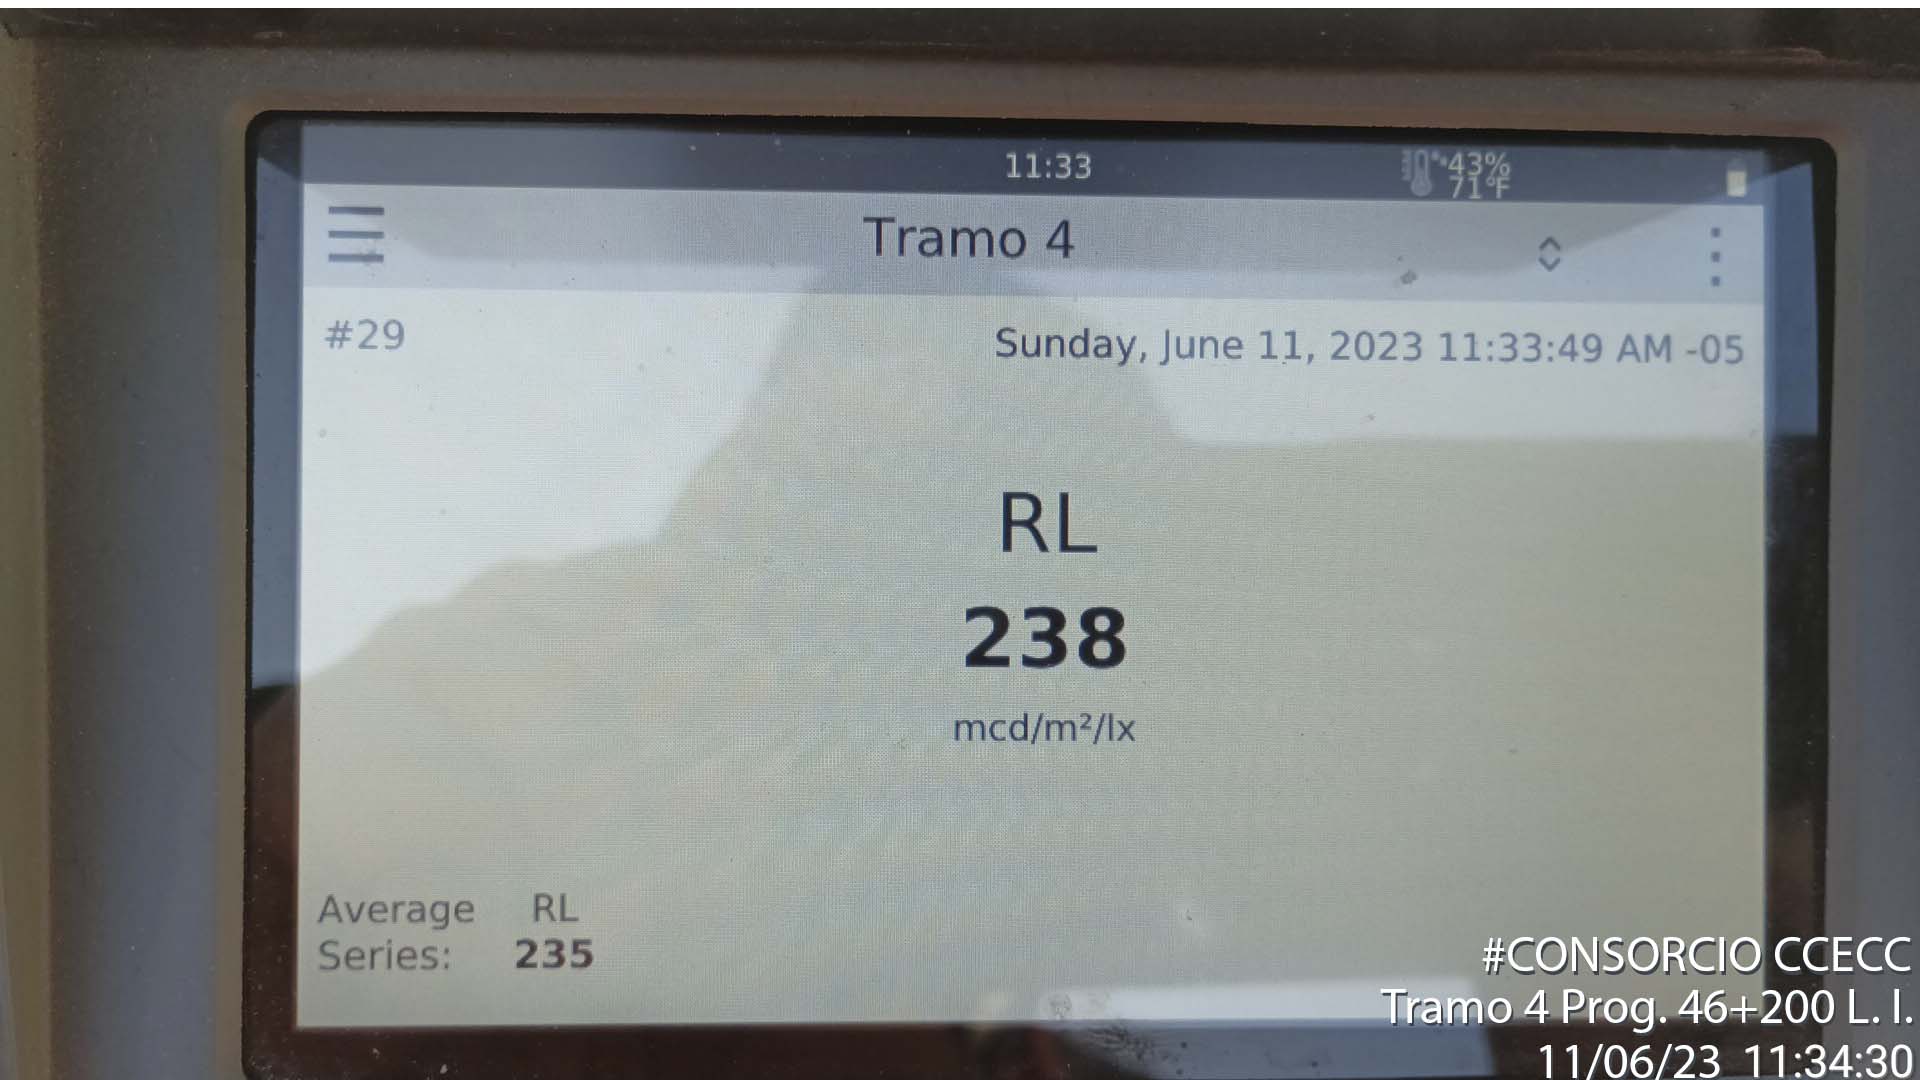 11:33
43%
71°F
Tramo 4
#29
Sunday, June 11, 2023 11:33:49 AM -05
RL
238
mcd/m²/lx
Average RL
Series: 235
#CONSORCIO CCECC
Tramo 4 Prog. 46+200 L. I.
11/06/23 11:34:30